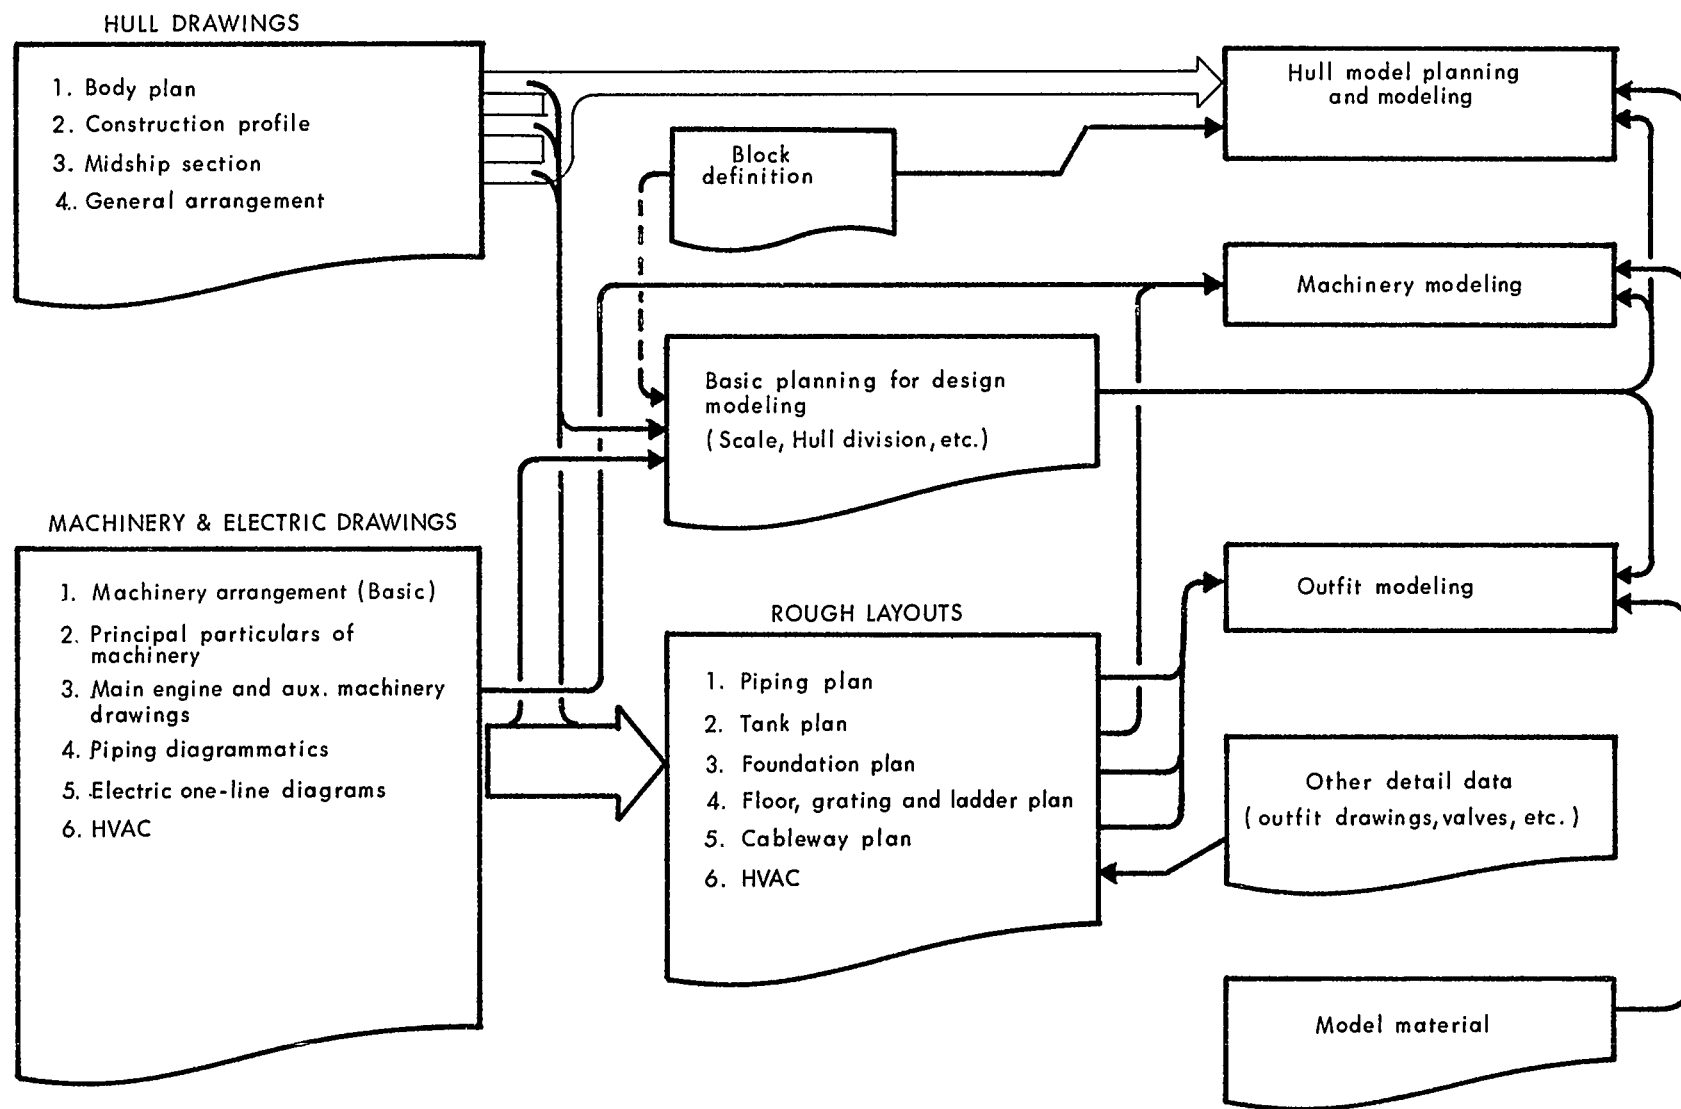 HULL DRAWINGS
1. Body plan
2. Construction profile
3. Midship section
4.. General arrangement
Block
definition
Hull model planning
and modeling
Machinery modeling
Basic planning for design
modeling
(Scale, Hull division, etc.)
MACHINERY & ELECTRIC DRAWINGS
1. Machinery arrangement (Basic)
2. Principal particulars of
machinery
3. Main engine and aux. machinery
drawings
4. Piping diagrammatics
5. Electric one-line diagrams
6. HVAC
ROUGH LAYOUTS
1. Piping plan
2. Tank plan
3. Foundation plan
4. Floor, grating and ladder plan
5. Cableway plan
6. HVAC
Outfit modeling
Other detail data
(outfit drawings, valves, etc.)
Model material